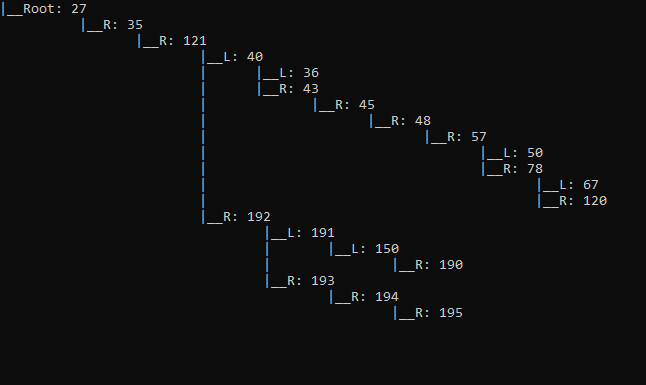 |__Root: 27
|__R: 35
|__R: 121
|__L: 40
| |__L: 36
| |__R: 43
| |__R: 45
| |__R: 48
| |__R: 57
| |__L: 50
| |__R: 78
| |__L: 67
| |__R: 120
|__R: 192
|__L: 191
| |__L: 150
| |__R: 190
|__R: 193
|__R: 194
|__R: 195